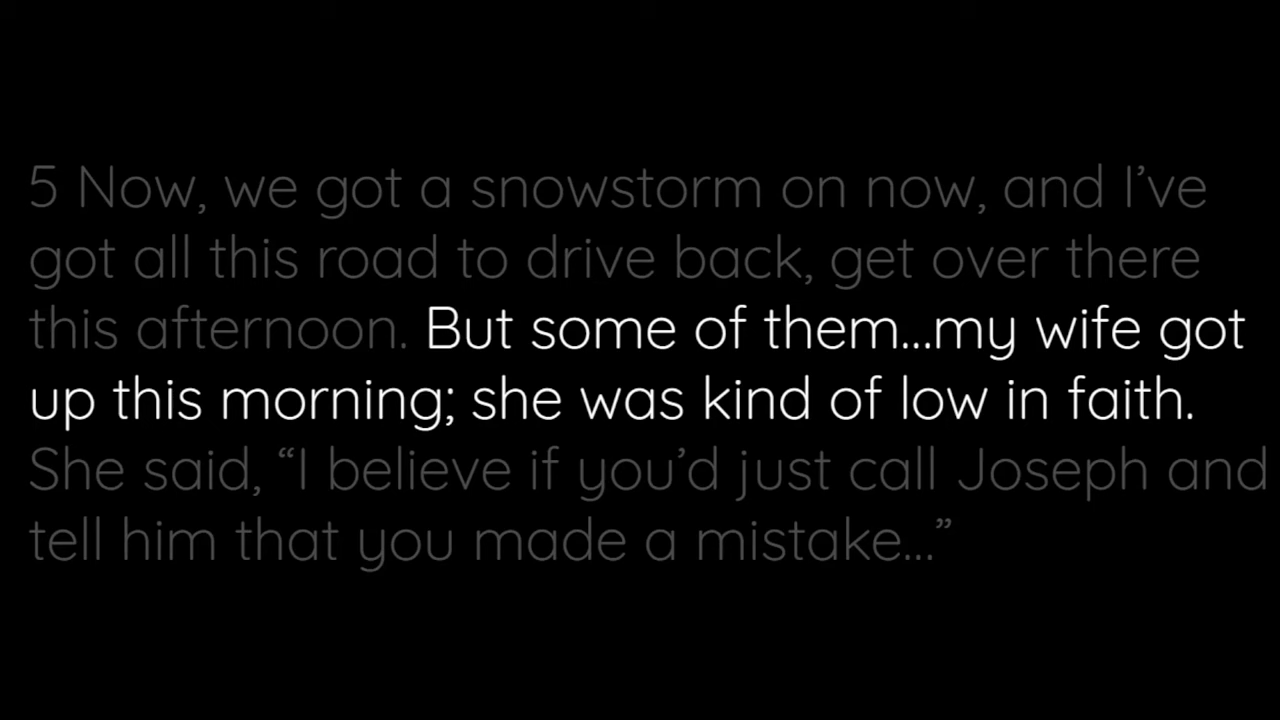 5 Now, we got a snowstorm on now, and I’ve
got all this road to drive back, get over there
this afternoon. But some of them...my wife got
up this morning; she was kind of low in faith.
She said, “I believe if you’d just call Joseph and
tell him that you made a mistake...”